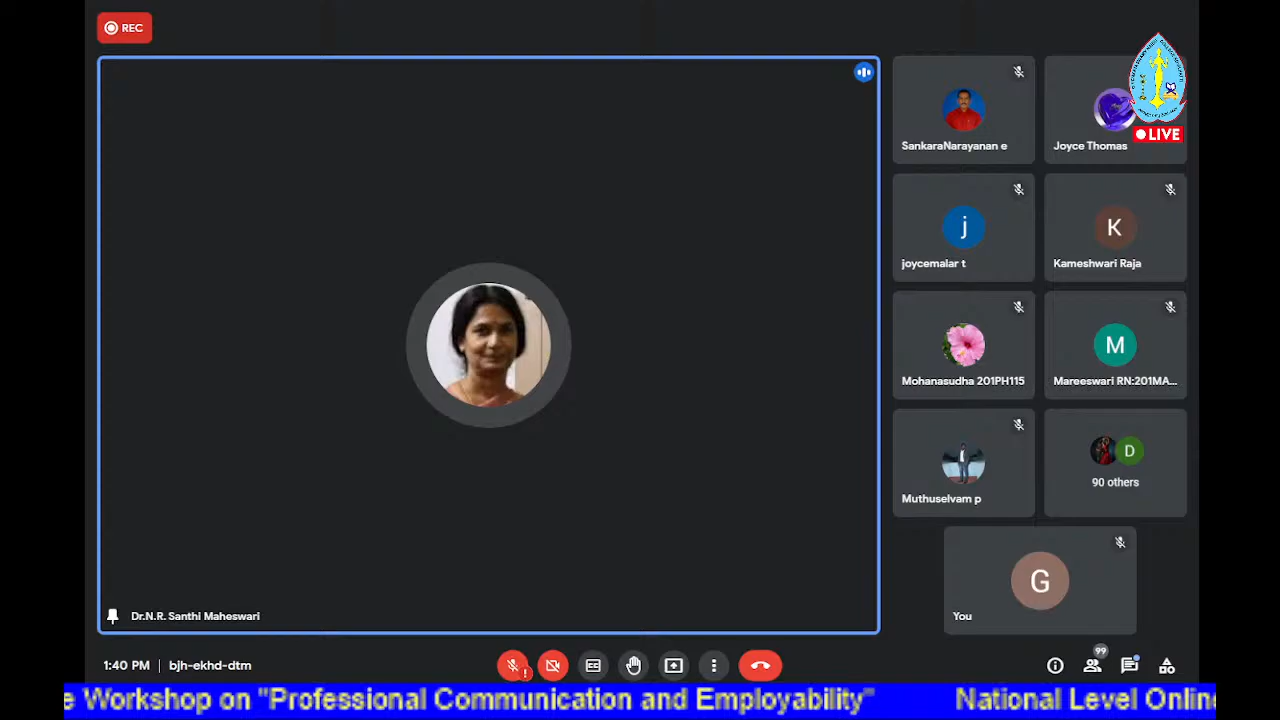 REC
SankaraNarayanan e
Joyce Thomas
LIVE
j
joycemalar t
K
Kameshwari Raja
Mohanasudha 201PH115
M
Mareeswari RN:201MA...
Muthuselvam p
D
90 others
G
You
Dr.N.R. Santhi Maheswari
1:40 PM | bjh-ekhd-dtm
99
e Workshop on "Professional Communication and Employability" National Level Online